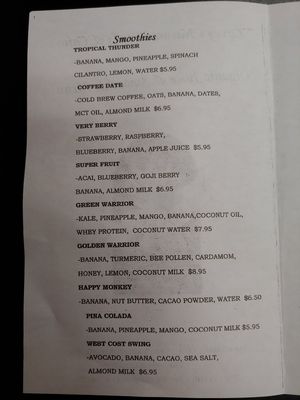 Smoothies
TROPICAL THUNDER
-BANANA, MANGO, PINEAPPLE, SPINACH
CILANTRO, LEMON, WATER $5.95
COFFEE DATE
-COLD BREW COFFEE, OATS, BANANA, DATES,
MCT OIL, ALMOND MILK $6.95
VERY BERRY
-STRAWBERRY, RASPBERRY,
BLUEBERRY, BANANA, APPLE JUICE $5.95
SUPER FRUIT
-ACAI, BLUEBERRY, GOJI BERRY
BANANA, ALMOND MILK $6.95
GREEN WARRIOR
-KALE, PINEAPPLE, MANGO, BANANA,COCONUT OIL,
WHEY PROTEIN, COCONUT WATER $7.95
GOLDEN WARRIOR
-BANANA, TURMERIC, BEE POLLEN, CARDAMOM,
HONEY, LEMON, COCONUT MILK $8.95
HAPPY MONKEY
-BANANA, NUT BUTTER, CACAO POWDER, WATER $6.50
PINA COLADA
-BANANA, PINEAPPLE, MANGO, COCONUT MILK $5.95
WEST COST SWING
-AVOCADO, BANANA, CACAO, SEA SALT,
ALMOND MILK $6.95